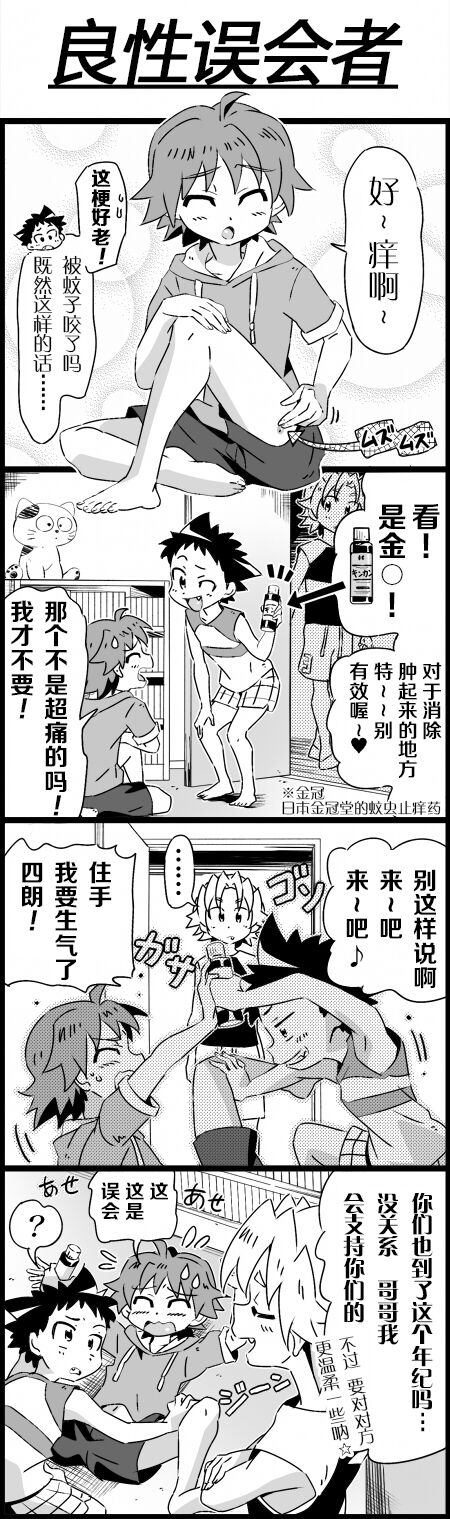 良性误会者
好～痒啊～
这梗好老！
被蚊子咬了吗
既然这样的话……
ムズ
ムズ
看！
是金○！
キンカン
对于消除
肿起来的地方
特～～别
有效喔～♥
那个不是超痛的吗！
我才不要！
※金冠
日本金冠堂的蚊虫止痒药
别这样说啊
来～吧
来～吧♪
……
ゴソ
ガサ
住手
我要生气了
四朗！
你们也到了这个年纪吗…
没关系 哥哥我
会支持你们的
不过 要对对方
更温柔一些呐☆
这
这是
误会
あせ
あせ
？
ジーン